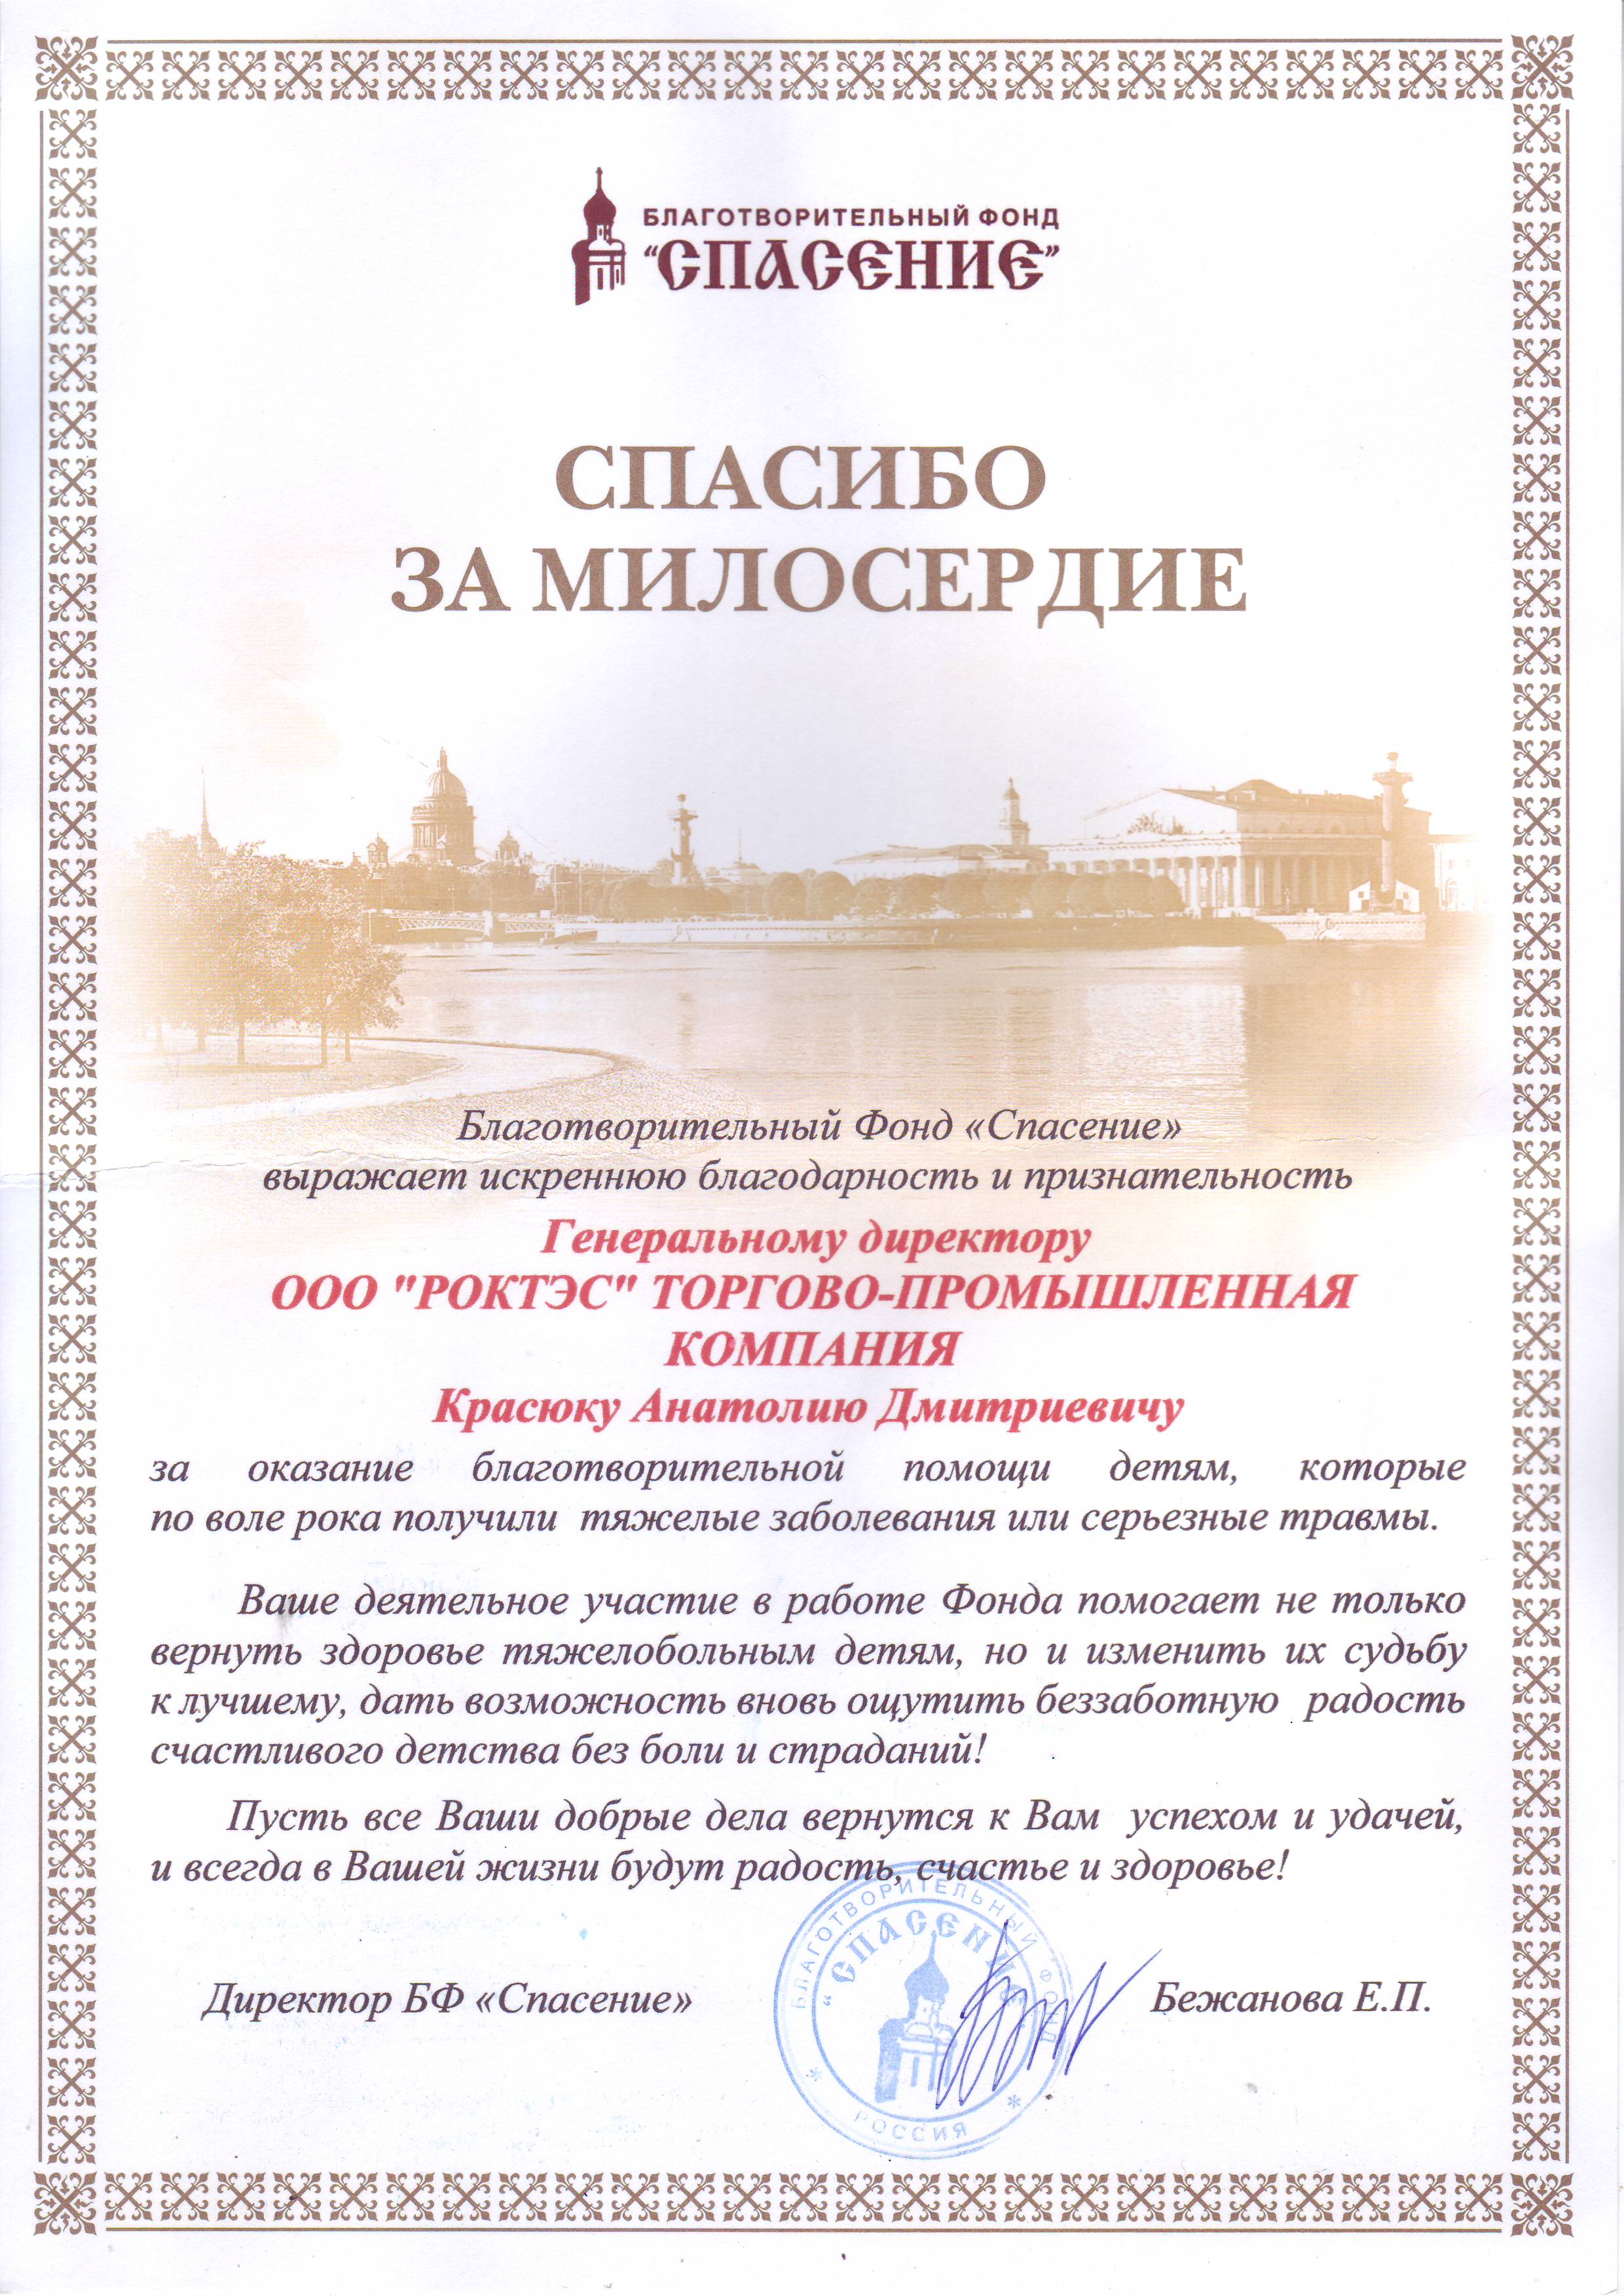 БЛАГОТВОРИТЕЛЬНЫЙ ФОНД
“СПАСЕНИЕ”
СПАСИБО
ЗА МИЛОСЕРДИЕ
Благотворительный Фонд «Спасение»
выражает искреннюю благодарность и признательность
Генеральному директору
ООО "РОКТЭС" ТОРГОВО-ПРОМЫШЛЕННАЯ
КОМПАНИЯ
Красюку Анатолию Дмитриевичу
за оказание благотворительной помощи детям, которые
по воле рока получили тяжелые заболевания или серьезные травмы.
Ваше деятельное участие в работе Фонда помогает не только
вернуть здоровье тяжелобольным детям, но и изменить их судьбу
к лучшему, дать возможность вновь ощутить беззаботную радость
счастливого детства без боли и страданий!
Пусть все Ваши добрые дела вернутся к Вам успехом и удачей,
и всегда в Вашей жизни будут радость, счастье и здоровье!
Директор БФ «Спасение»
БЛАГОТВОРИТЕЛЬНЫЙ ФОНД
“СПАСЕНИЕ”
* РОССИЯ *
Бежанова Е.П.